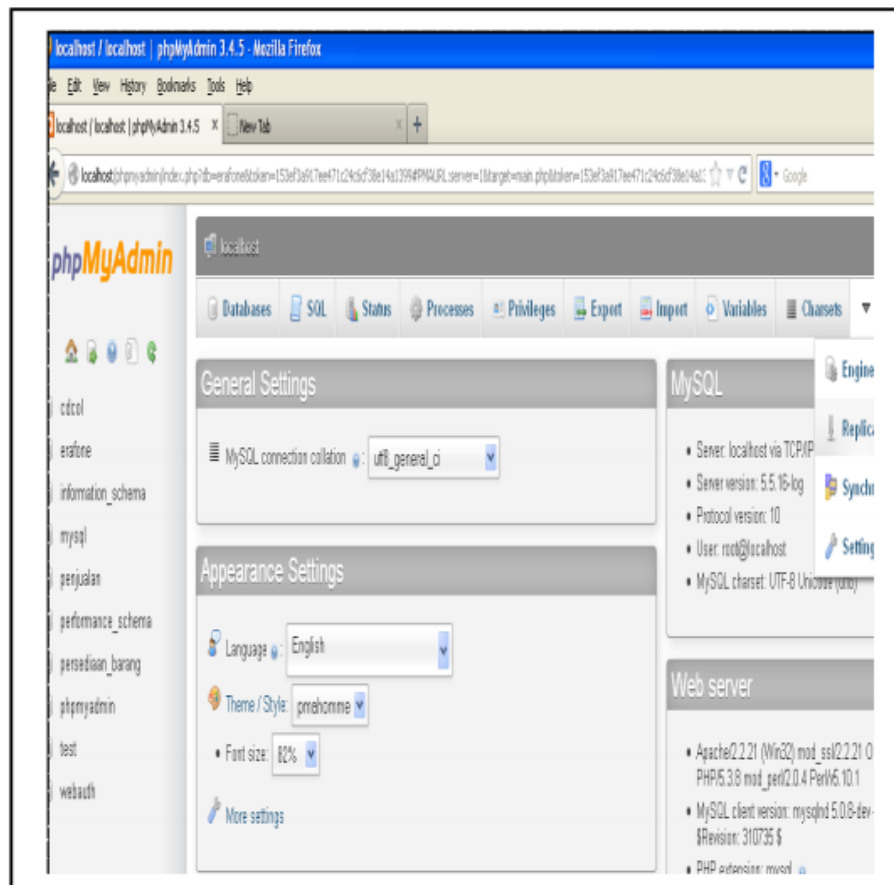 localhost / localhost | phpMyAdmin 3.4.5 - Mozilla Firefox
Edit View History Bookmarks Tools Help
localhost / localhost | phpMyAdmin 3.4.5 x New Tab x +
Google
phpMyAdmin
localhost
Databases SQL Status Processes Privileges Export Import Variables Charsets
Engine
Replica
Synchr
Setting
cdcol
erafone
information_schema
mysql
penjualan
performance_schema
persediaan_barang
phpmyadmin
test
webauth
General Settings
MySQL connection collation : utf8_general_ci
Appearance Settings
Language : English
Theme / Style: pmahomme
• Font size: 82%
More settings
MySQL
• Server: localhost via TCP/IP
• Server version: 5.5.16-log
• Protocol version: 10
• User: root@localhost
• MySQL charset: UTF-8 Unicode (utf8)
Web server
• Apache/2.2.21 (Win32) mod_ssl/2.2.21 O
PHP/5.3.8 mod_perl/2.0.4 Perl/v5.10.1
• MySQL client version: mysqlnd 5.0.8-dev -
$Revision: 310735 $
• PHP extension: mysql